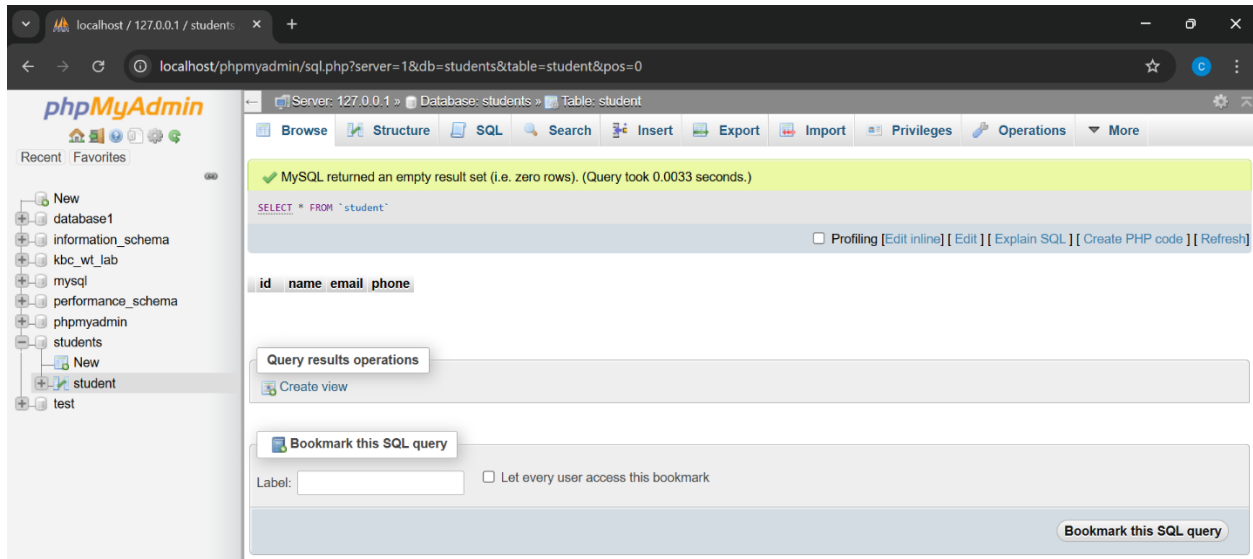 localhost / 127.0.0.1 / students
localhost/phpmyadmin/sql.php?server=1&db=students&table=student&pos=0
phpMyAdmin
Recent Favorites
New
database1
information_schema
kbc_wt_lab
mysql
performance_schema
phpmyadmin
students
New
student
test
Server: 127.0.0.1 » Database: students » Table: student
Browse Structure SQL Search Insert Export Import Privileges Operations More
MySQL returned an empty result set (i.e. zero rows). (Query took 0.0033 seconds.)
SELECT * FROM `student`
Profiling [Edit inline] [ Edit ] [ Explain SQL ] [ Create PHP code ] [ Refresh]
id name email phone
Query results operations
Create view
Bookmark this SQL query
Label: Let every user access this bookmark
Bookmark this SQL query
C